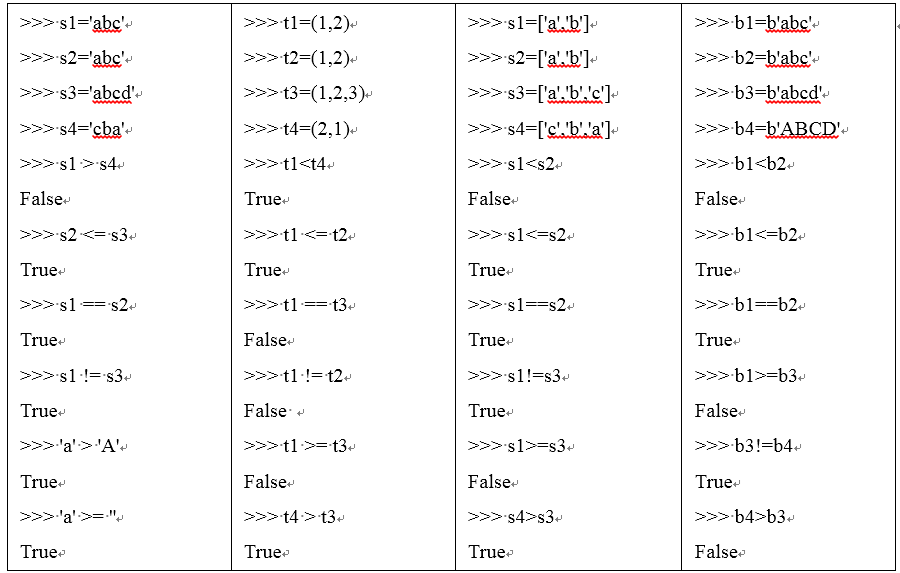 >>> s1='abc'
>>> s2='abc'
>>> s3='abcd'
>>> s4='cba'
>>> s1 > s4
False
>>> s2 <= s3
True
>>> s1 == s2
True
>>> s1 != s3
True
>>> 'a' > 'A'
True
>>> 'a' >= ''
True
>>> t1=(1,2)
>>> t2=(1,2)
>>> t3=(1,2,3)
>>> t4=(2,1)
>>> t1<t4
True
>>> t1 <= t2
True
>>> t1 == t3
False
>>> t1 != t2
False
>>> t1 >= t3
False
>>> t4 > t3
True
>>> s1=['a','b']
>>> s2=['a','b']
>>> s3=['a','b','c']
>>> s4=['c','b','a']
>>> s1<s2
False
>>> s1<=s2
True
>>> s1==s2
True
>>> s1!=s3
True
>>> s1>=s3
False
>>> s4>s3
True
>>> b1=b'abc'
>>> b2=b'abc'
>>> b3=b'abcd'
>>> b4=b'ABCD'
>>> b1<b2
False
>>> b1<=b2
True
>>> b1==b2
True
>>> b1>=b3
False
>>> b3!=b4
True
>>> b4>b3
False